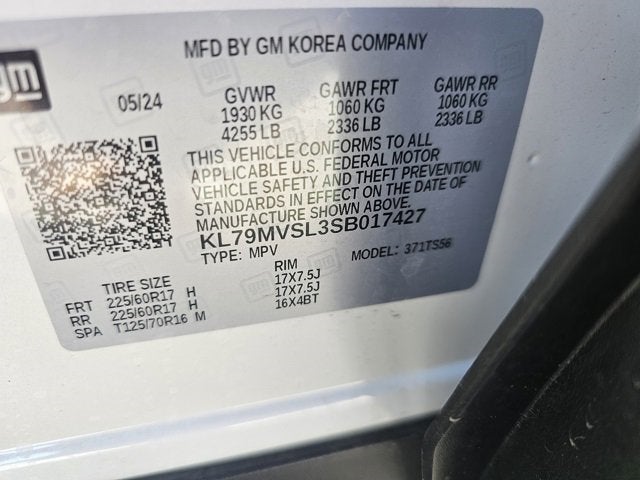 MFD BY GM KOREA COMPANY
gm
05/24 GVWR GAWR FRT GAWR RR
1930 KG 1060 KG 1060 KG
4255 LB 2336 LB 2336 LB
THIS VEHICLE CONFORMS TO ALL
APPLICABLE U.S. FEDERAL MOTOR
VEHICLE SAFETY AND THEFT PREVENTION
STANDARDS IN EFFECT ON THE DATE OF
MANUFACTURE SHOWN ABOVE.
KL79MVSL3SB017427
TYPE: MPV MODEL: 371TS56
TIRE SIZE RIM
FRT 225/60R17 H 17X7.5J
RR 225/60R17 H 17X7.5J
SPA T125/70R16 M 16X4BT